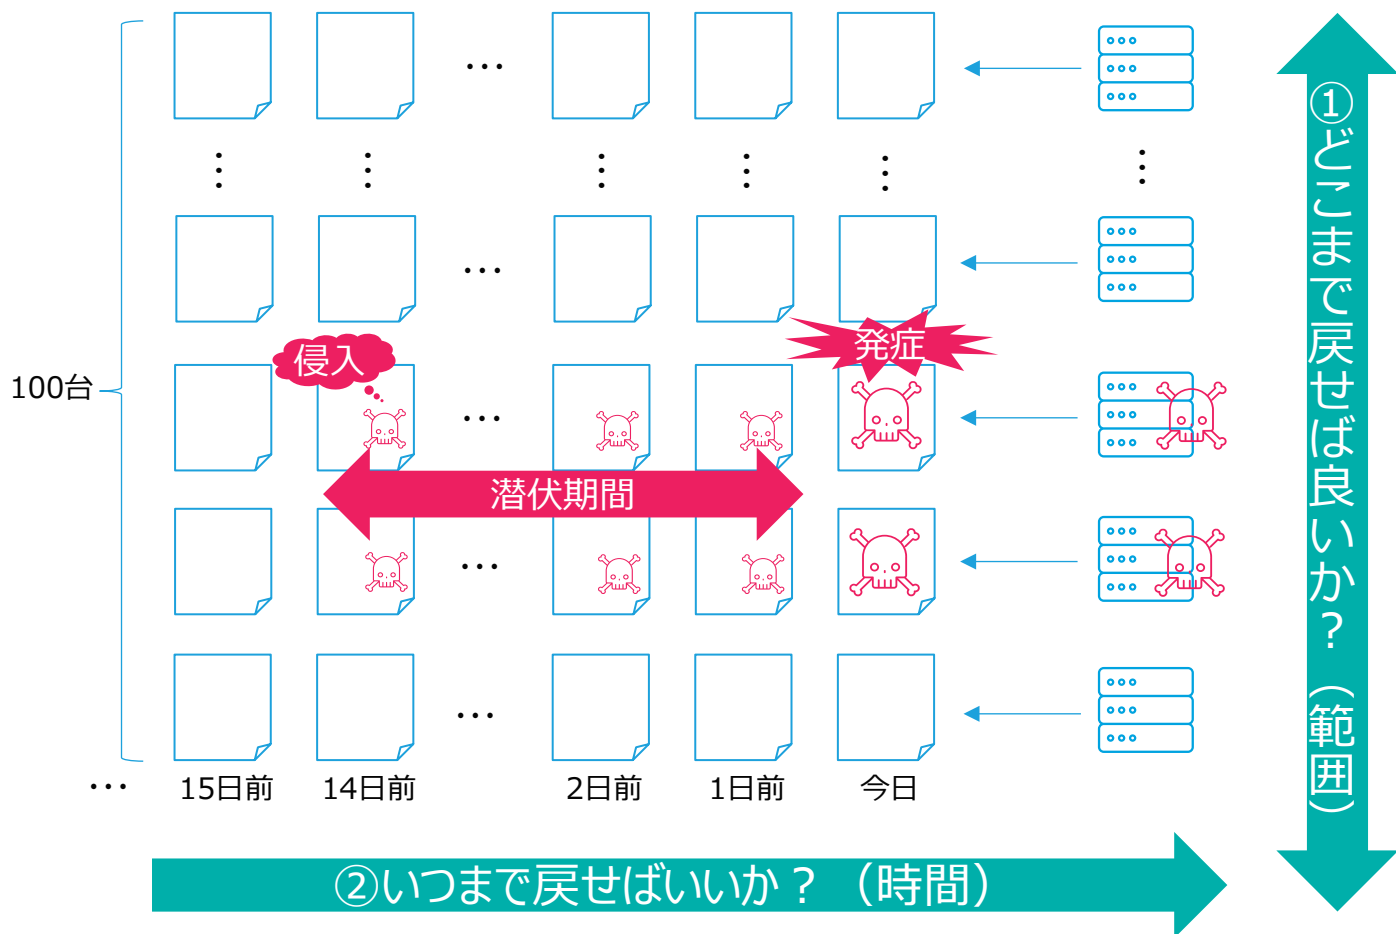 侵入
発症
100台
潜伏期間
… 15日前 14日前 … 2日前 1日前 今日
①どこまで戻せば良いか？（範囲）
②いつまで戻せばいいか？（時間）